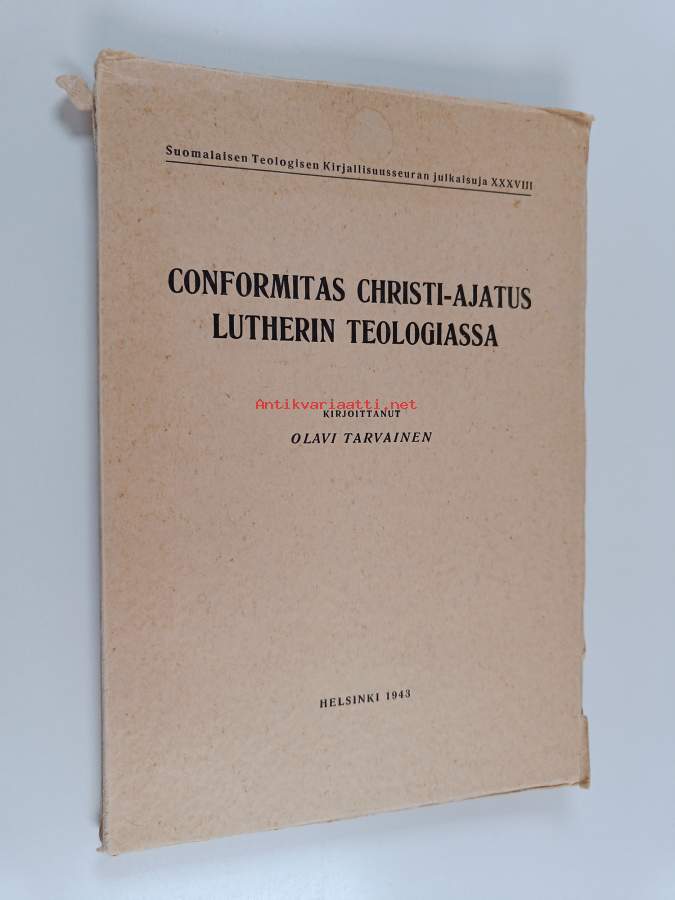 Suomalaisen Teologisen Kirjallisuusseuran julkaisuja XXXVIII
CONFORMITAS CHRISTI-AJATUS
LUTHERIN TEOLOGIASSA
Antikvariaatti.net
KIRJOITTANUT
OLAVI TARVAINEN
HELSINKI 1943